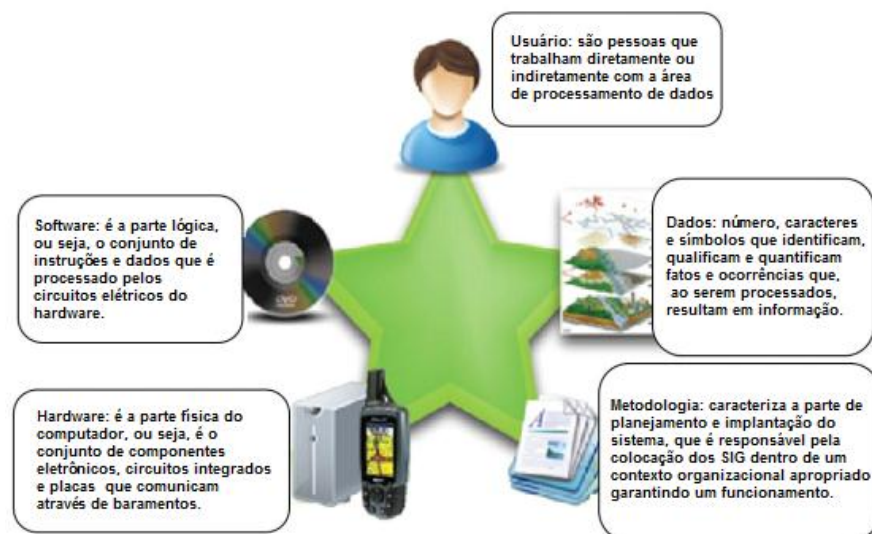 Usuário: são pessoas que
trabalham diretamente ou
indiretamente com a área
de processamento de dados
Software: é a parte lógica,
ou seja, o conjunto de
instruções e dados que é
processado pelos
circuitos elétricos do
hardware.
Dados: número, caracteres
e símbolos que identificam,
qualificam e quantificam
fatos e ocorrências que,
ao serem processados,
resultam em informação.
Hardware: é a parte física do
computador, ou seja, é o
conjunto de componentes
eletrônicos, circuitos integrados
e placas que comunicam
através de baramentos.
Metodologia: caracteriza a parte de
planejamento e implantação do
sistema, que é responsável pela
colocação dos SIG dentro de um
contexto organizacional apropriado
garantindo um funcionamento.
DVD
A